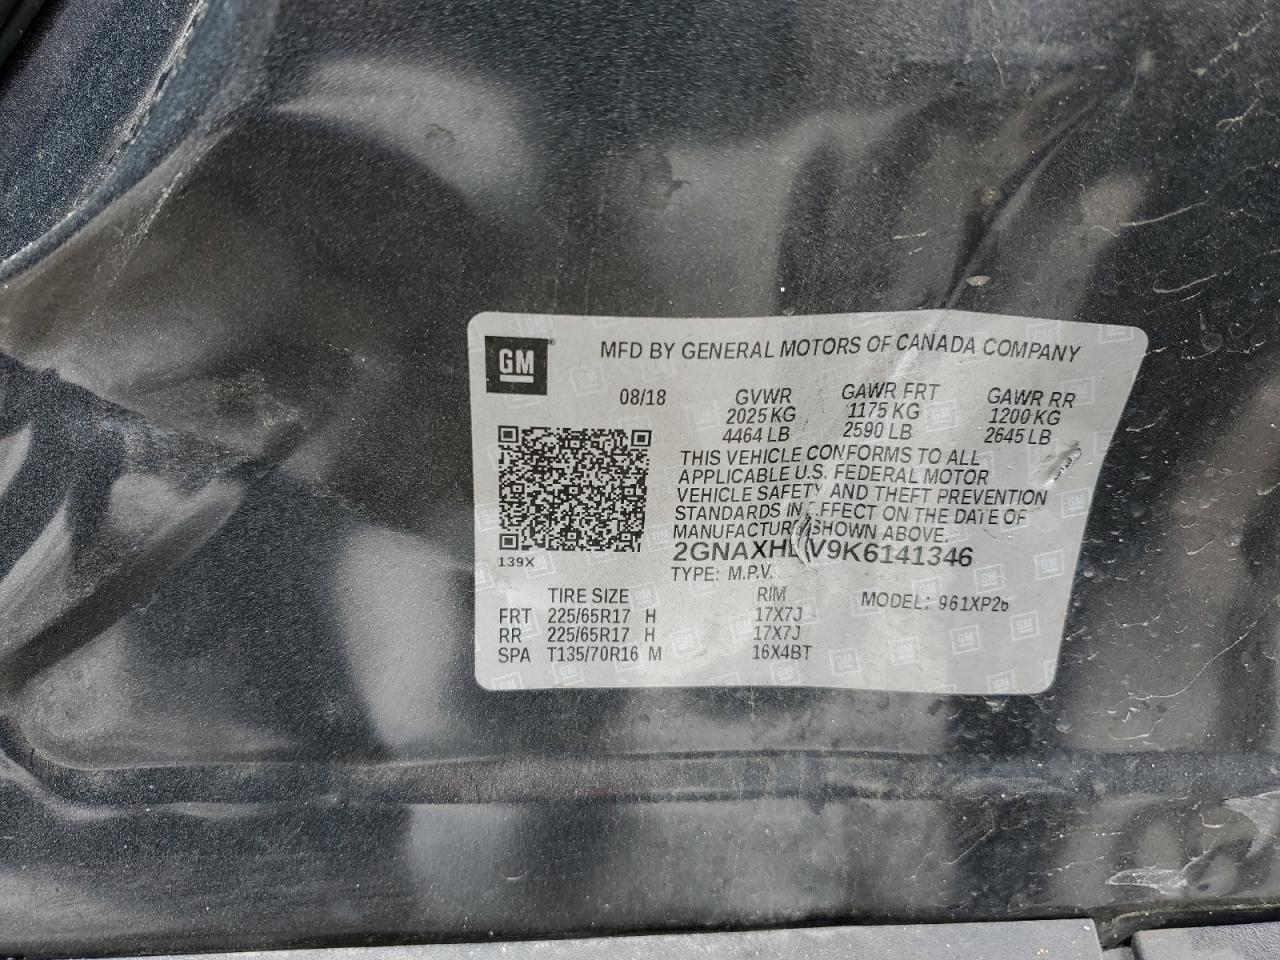 GM
MFD BY GENERAL MOTORS OF CANADA COMPANY
08/18 GVWR GAWR FRT GAWR RR
2025 KG 1175 KG 1200 KG
4464 LB 2590 LB 2645 LB
THIS VEHICLE CONFORMS TO ALL
APPLICABLE U.S. FEDERAL MOTOR
VEHICLE SAFETY AND THEFT PREVENTION
STANDARDS IN EFFECT ON THE DATE OF
MANUFACTURE SHOWN ABOVE.
139X
TYPE: M.P.V.
TIRE SIZE RIM MODEL:
FRT 225/65R17 H 17X7J
RR 225/65R17 H 17X7J
SPA T135/70R16 M 16X4BT